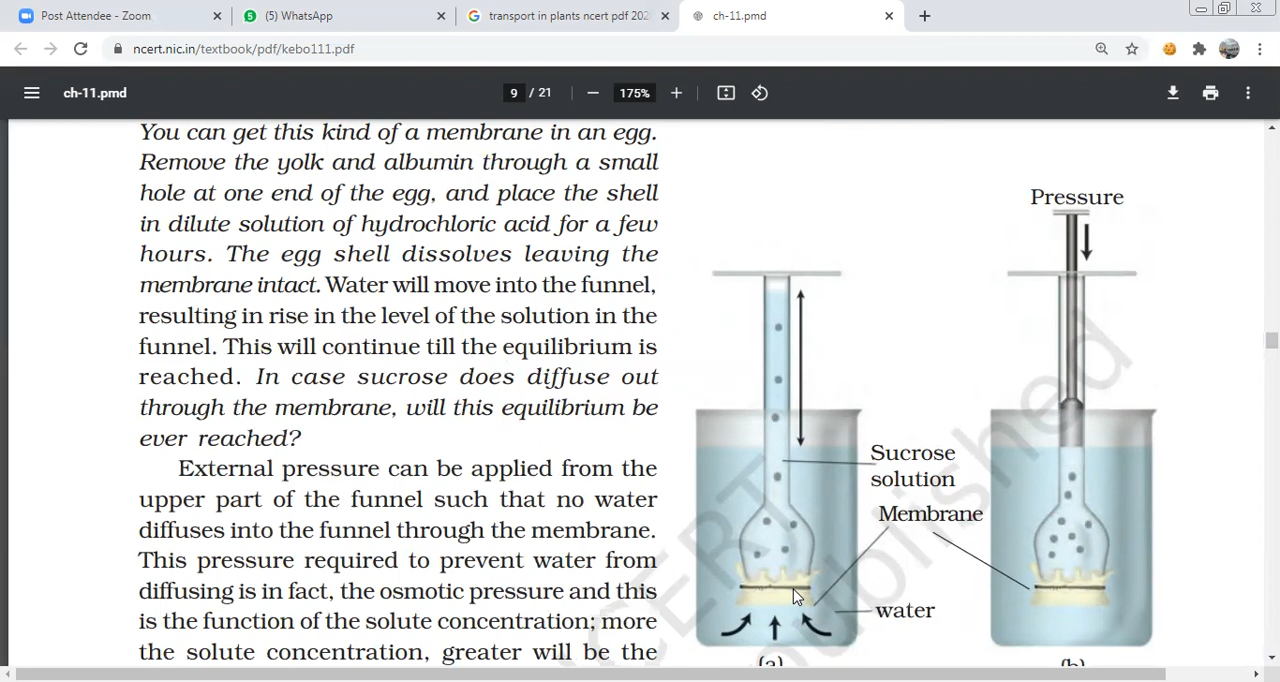 Post Attendee - Zoom
(5) WhatsApp
transport in plants ncert pdf 202
ch-11.pmd
ncert.nic.in/textbook/pdf/kebo111.pdf
ch-11.pmd
9 / 21
175%
You can get this kind of a membrane in an egg.
Remove the yolk and albumin through a small
hole at one end of the egg, and place the shell
in dilute solution of hydrochloric acid for a few
hours. The egg shell dissolves leaving the
membrane intact. Water will move into the funnel,
resulting in rise in the level of the solution in the
funnel. This will continue till the equilibrium is
reached. In case sucrose does diffuse out
through the membrane, will this equilibrium be
ever reached?
External pressure can be applied from the
upper part of the funnel such that no water
diffuses into the funnel through the membrane.
This pressure required to prevent water from
diffusing is in fact, the osmotic pressure and this
is the function of the solute concentration; more
the solute concentration, greater will be the
Pressure
Sucrose
solution
Membrane
water
(a)
(b)
NCERT